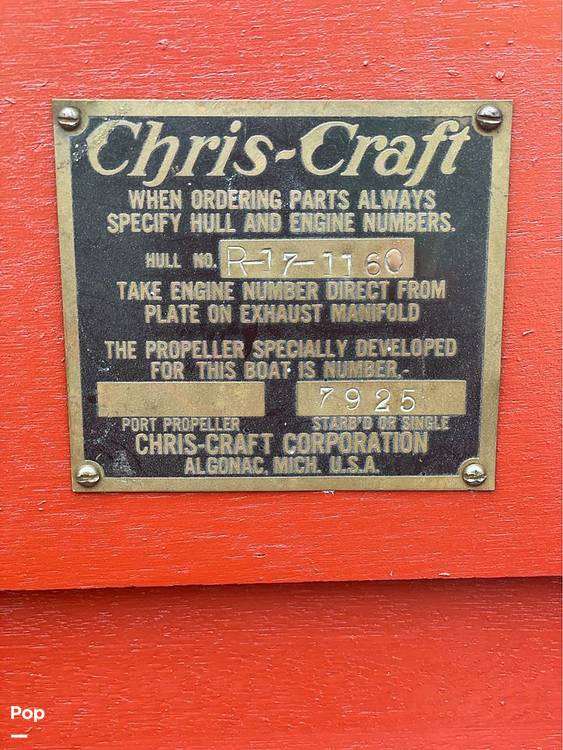 Chris-Craft
WHEN ORDERING PARTS ALWAYS
SPECIFY HULL AND ENGINE NUMBERS.
HULL NO. R-17-1160
TAKE ENGINE NUMBER DIRECT FROM
PLATE ON EXHAUST MANIFOLD
THE PROPELLER SPECIALLY DEVELOPED
FOR THIS BOAT IS NUMBER.-
7925
PORT PROPELLER STARB'D OR SINGLE
CHRIS-CRAFT CORPORATION
ALGONAC, MICH. U.S.A.
Pop